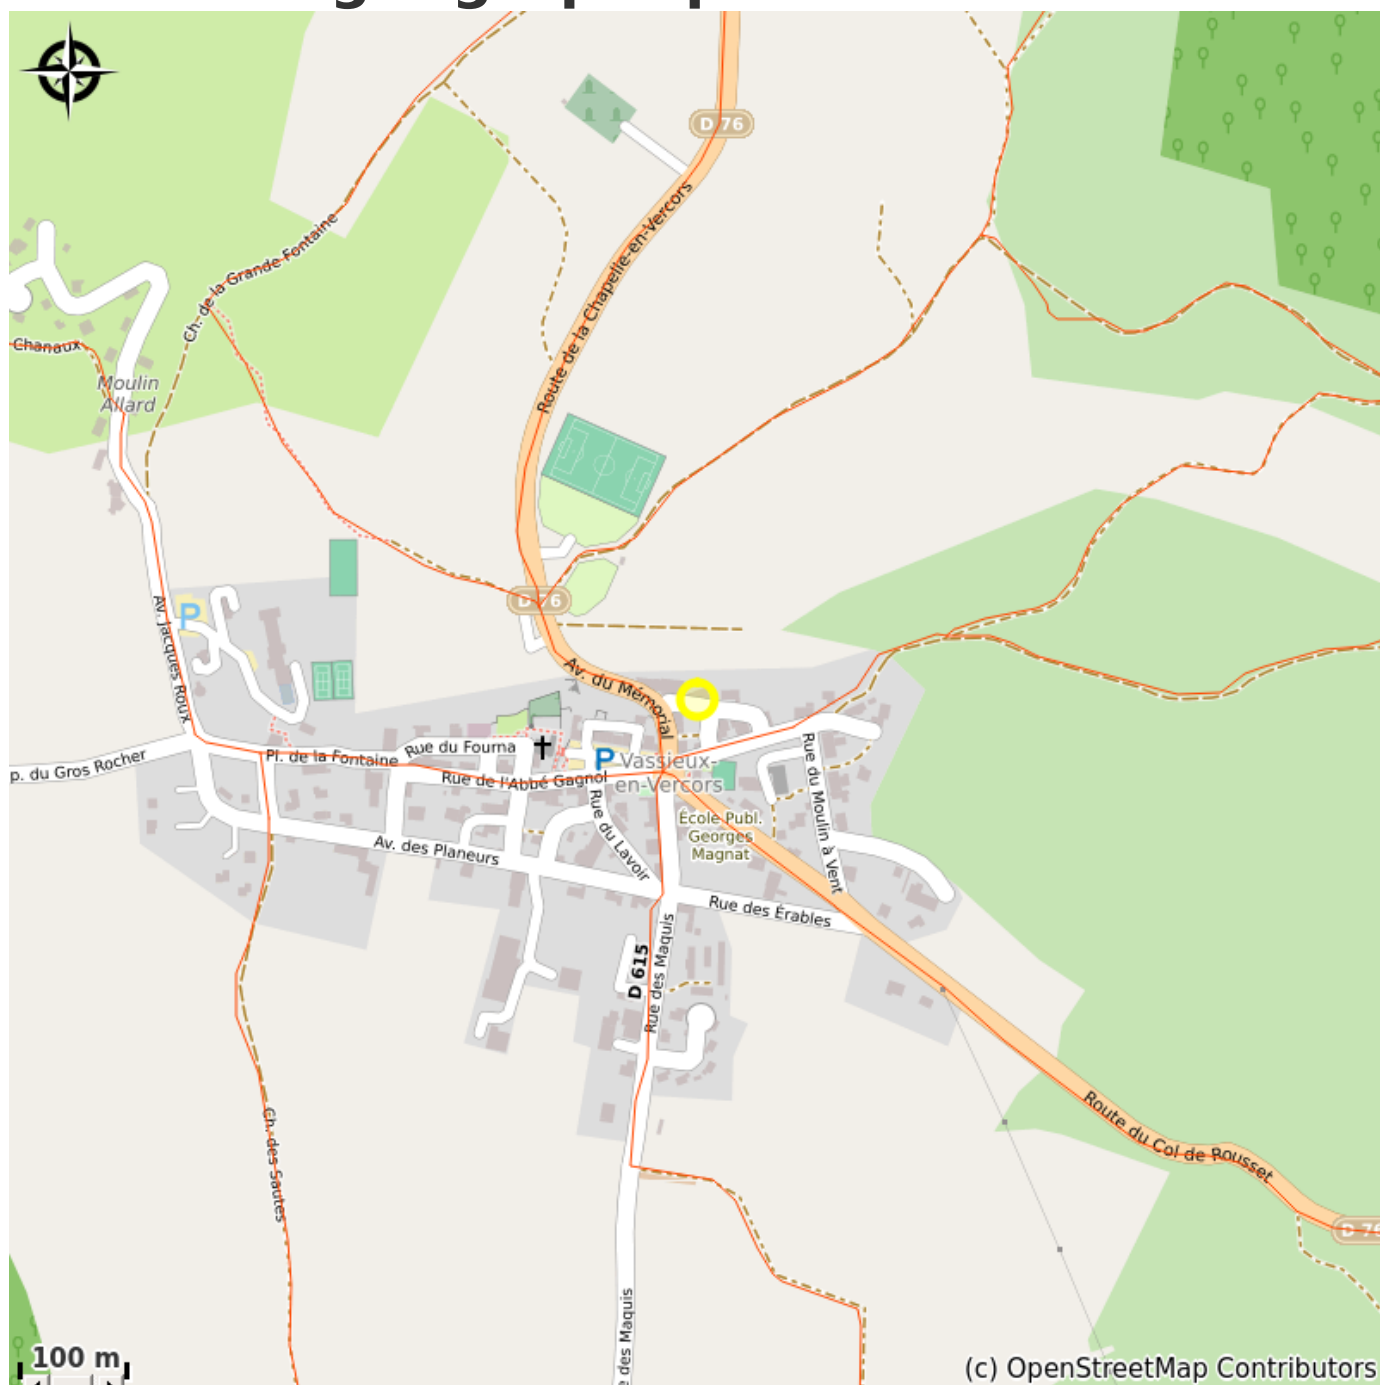 D 76
Route de la Chapelle-en-Vercors
Ch. de la Grande Fontaine
Chanaux
Moulin
Allard
D 76
P
Av. Jacques Roux
Av. du Mémorial
Rue du Fourna
Pl. de la Fontaine
Rue de l'Abbé Gagnol
P
Vassieux-
en-Vercors
p. du Gros Rocher
Rue du Moulin à Vent
Rue du Lavoir
École Publ.
Georges
Magnat
Av. des Planeurs
Rue des Érables
D 615
Rue des Maquis
Ch. des Sautes
Route du Col de Rousset
D 76
e des Maquis
100 m
(c) OpenStreetMap Contributors